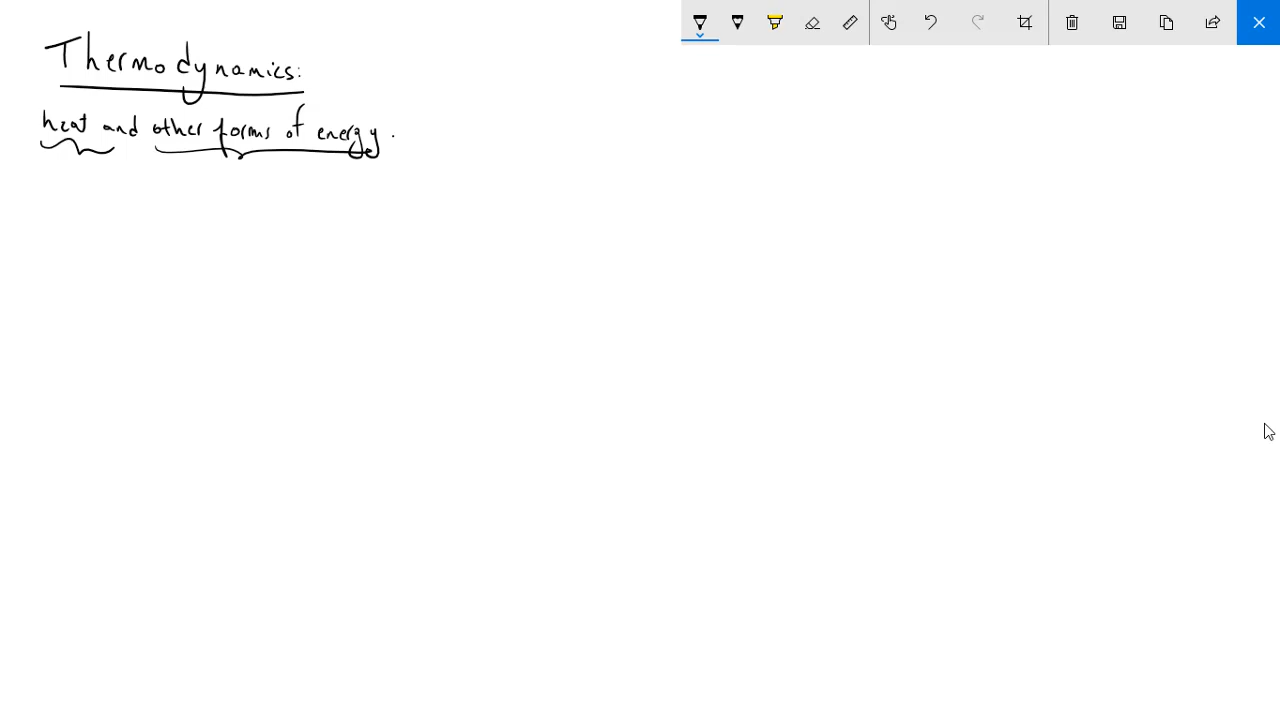 Thermodynamics:
heat and other forms of energy.